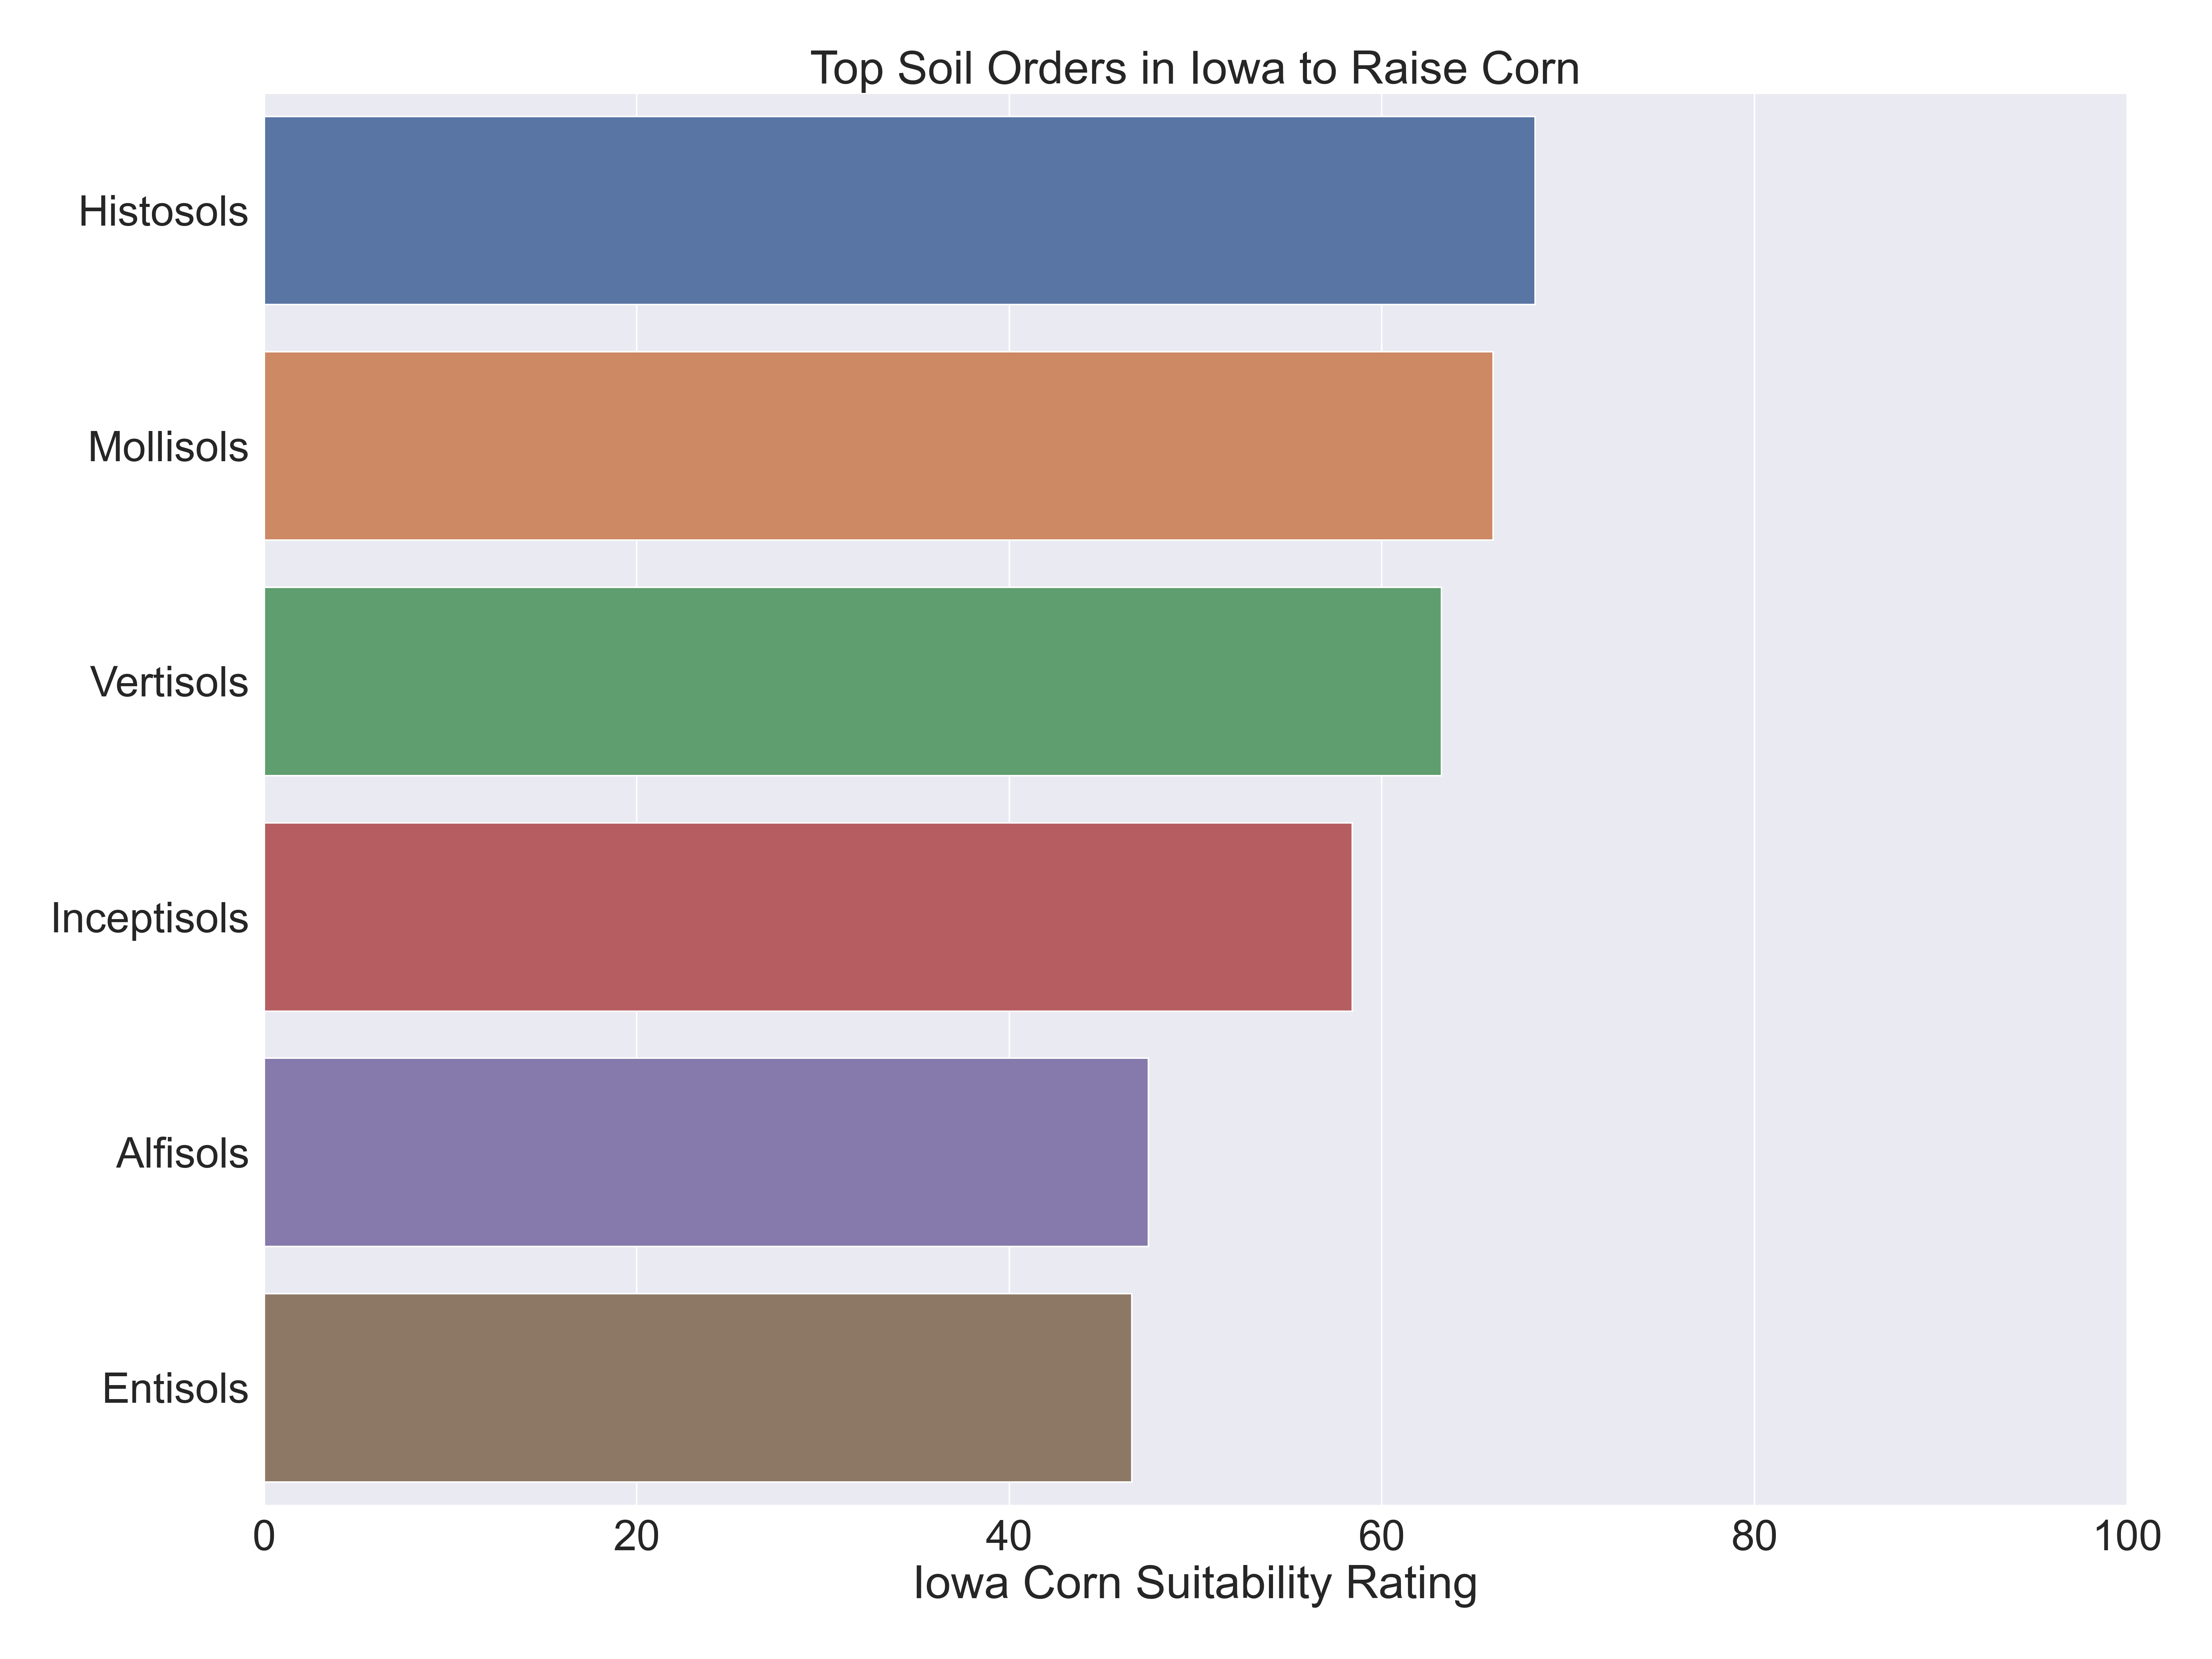 Top Soil Orders in Iowa to Raise Corn
Histosols
Mollisols
Vertisols
Inceptisols
Alfisols
Entisols
0 20 40 60 80 100
Iowa Corn Suitability Rating